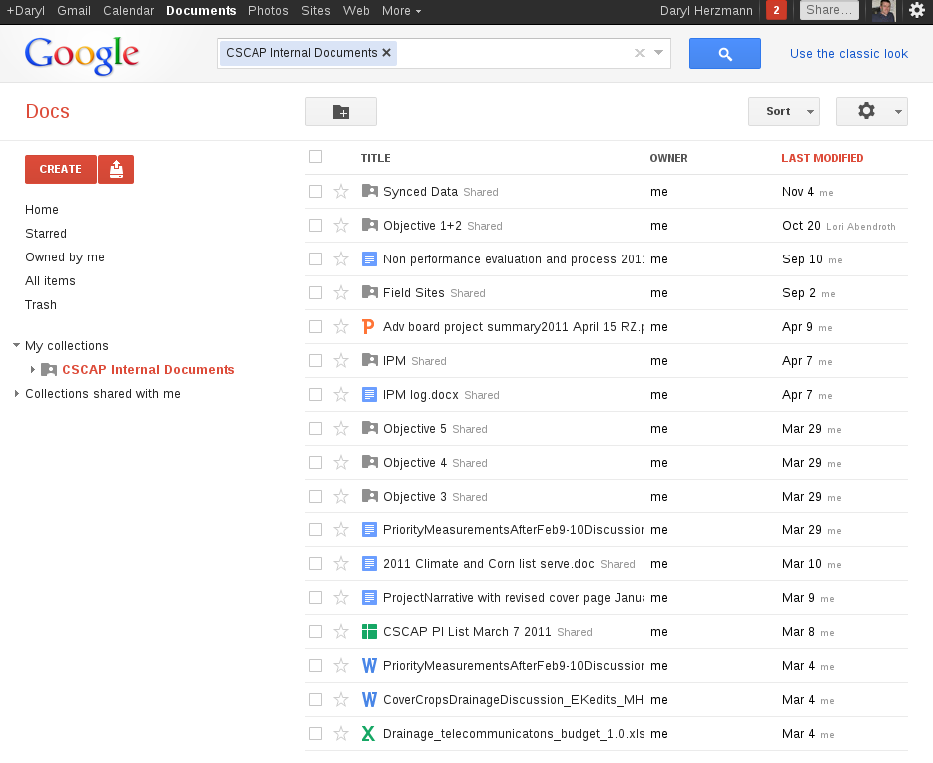 +Daryl Gmail Calendar Documents Photos Sites Web More Daryl Herzmann 2 Share...
Google CSCAP Internal Documents Use the classic look
Docs Sort
CREATE
Home
Starred
Owned by me
All items
Trash
My collections
CSCAP Internal Documents
Collections shared with me
TITLE OWNER LAST MODIFIED
Synced Data Shared me Nov 4 me
Objective 1+2 Shared me Oct 20 Lori Abendroth
Non performance evaluation and process 201 me Sep 10 me
Field Sites Shared me Sep 2 me
Adv board project summary2011 April 15 RZ.p me Apr 9 me
IPM Shared me Apr 7 me
IPM log.docx Shared me Apr 7 me
Objective 5 Shared me Mar 29 me
Objective 4 Shared me Mar 29 me
Objective 3 Shared me Mar 29 me
PriorityMeasurementsAfterFeb9-10Discussion me Mar 29 me
2011 Climate and Corn list serve.doc Shared me Mar 10 me
ProjectNarrative with revised cover page Janua me Mar 9 me
CSCAP PI List March 7 2011 Shared me Mar 8 me
PriorityMeasurementsAfterFeb9-10Discussion me Mar 4 me
CoverCropsDrainageDiscussion_EKedits_MH me Mar 4 me
Drainage_telecommunicatons_budget_1.0.xls me Mar 4 me